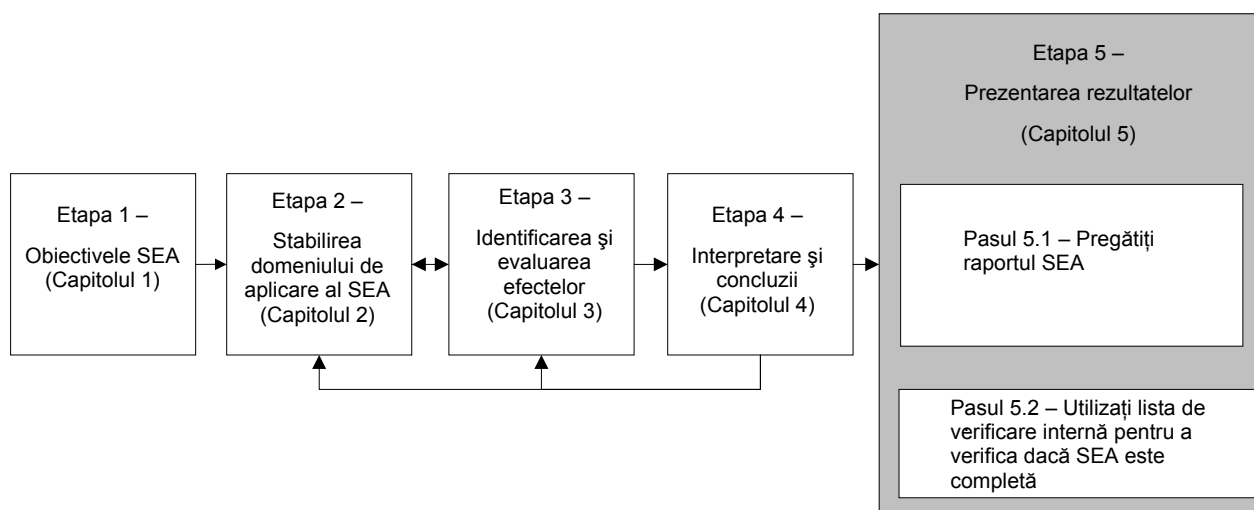 Etapa 1 –
Obiectivele SEA
(Capitolul 1)
Etapa 2 –
Stabilirea
domeniului de
aplicare al SEA
(Capitolul 2)
Etapa 3 –
Identificarea şi
evaluarea
efectelor
(Capitolul 3)
Etapa 4 –
Interpretare şi
concluzii
(Capitolul 4)
Etapa 5 –
Prezentarea rezultatelor
(Capitolul 5)
Pasul 5.1 – Pregătiți
raportul SEA
Pasul 5.2 – Utilizați lista de
verificare internă pentru a
verifica dacă SEA este
completă